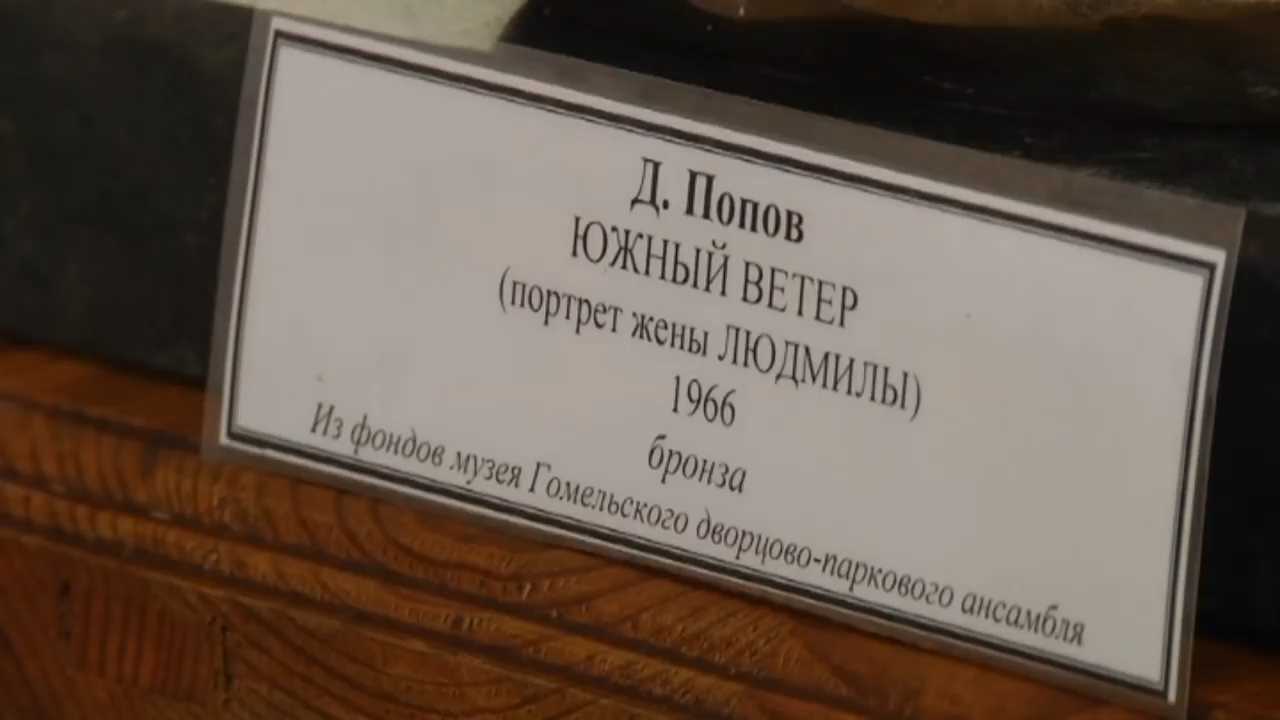 Д. Попов
ЮЖНЫЙ ВЕТЕР
(портрет жены ЛЮДМИЛЫ)
1966
бронза
Из фондов музея Гомельского дворцово-паркового ансамбля